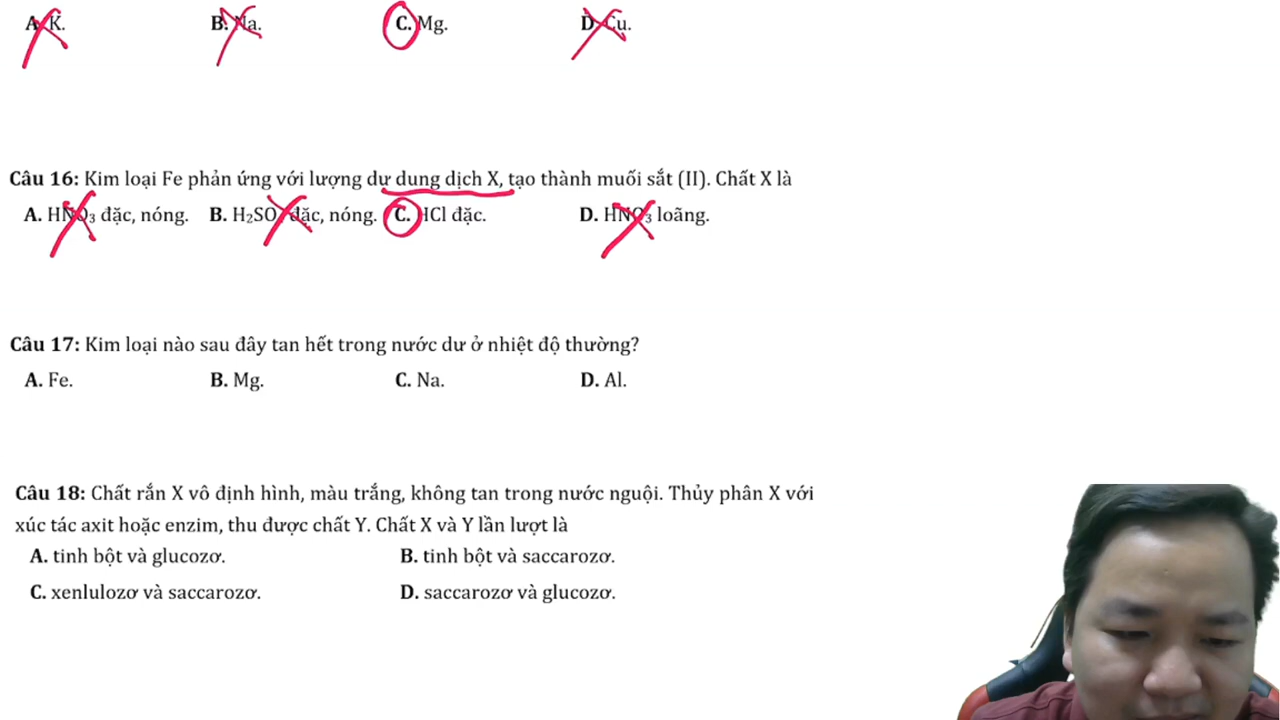 A. K. B. Na. C. Mg. D. Cu.
Câu 16: Kim loại Fe phản ứng với lượng dư dung dịch X, tạo thành muối sắt (II). Chất X là
A. HNO₃ đặc, nóng. B. H₂SO₄ đặc, nóng. C. HCl đặc. D. HNO₃ loãng.
Câu 17: Kim loại nào sau đây tan hết trong nước dư ở nhiệt độ thường?
A. Fe. B. Mg. C. Na. D. Al.
Câu 18: Chất rắn X vô định hình, màu trắng, không tan trong nước nguội. Thủy phân X với
xúc tác axit hoặc enzim, thu được chất Y. Chất X và Y lần lượt là
A. tinh bột và glucozơ. B. tinh bột và saccarozơ.
C. xenlulozơ và saccarozơ. D. saccarozơ và glucozơ.